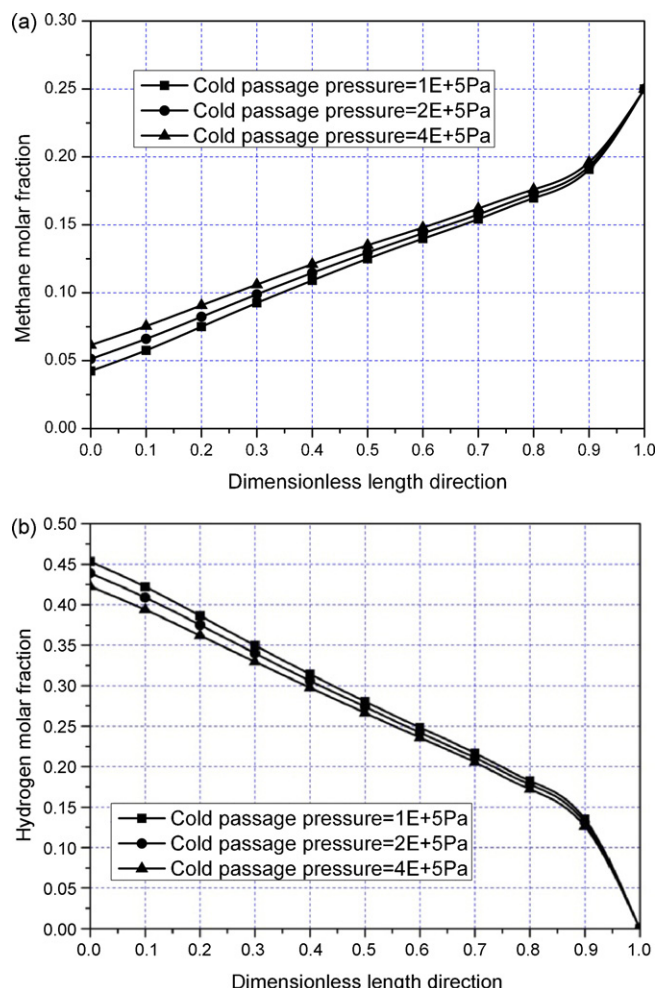 (a)
0.30
0.25
0.20
0.15
0.10
0.05
0.00
Methane molar fraction
Cold passage pressure=1E+5Pa
Cold passage pressure=2E+5Pa
Cold passage pressure=4E+5Pa
0.0 0.1 0.2 0.3 0.4 0.5 0.6 0.7 0.8 0.9 1.0
Dimensionless length direction
(b)
0.50
0.45
0.40
0.35
0.30
0.25
0.20
0.15
0.10
0.05
0.00
Hydrogen molar fraction
Cold passage pressure=1E+5Pa
Cold passage pressure=2E+5Pa
Cold passage pressure=4E+5Pa
0.0 0.1 0.2 0.3 0.4 0.5 0.6 0.7 0.8 0.9 1.0
Dimensionless length direction